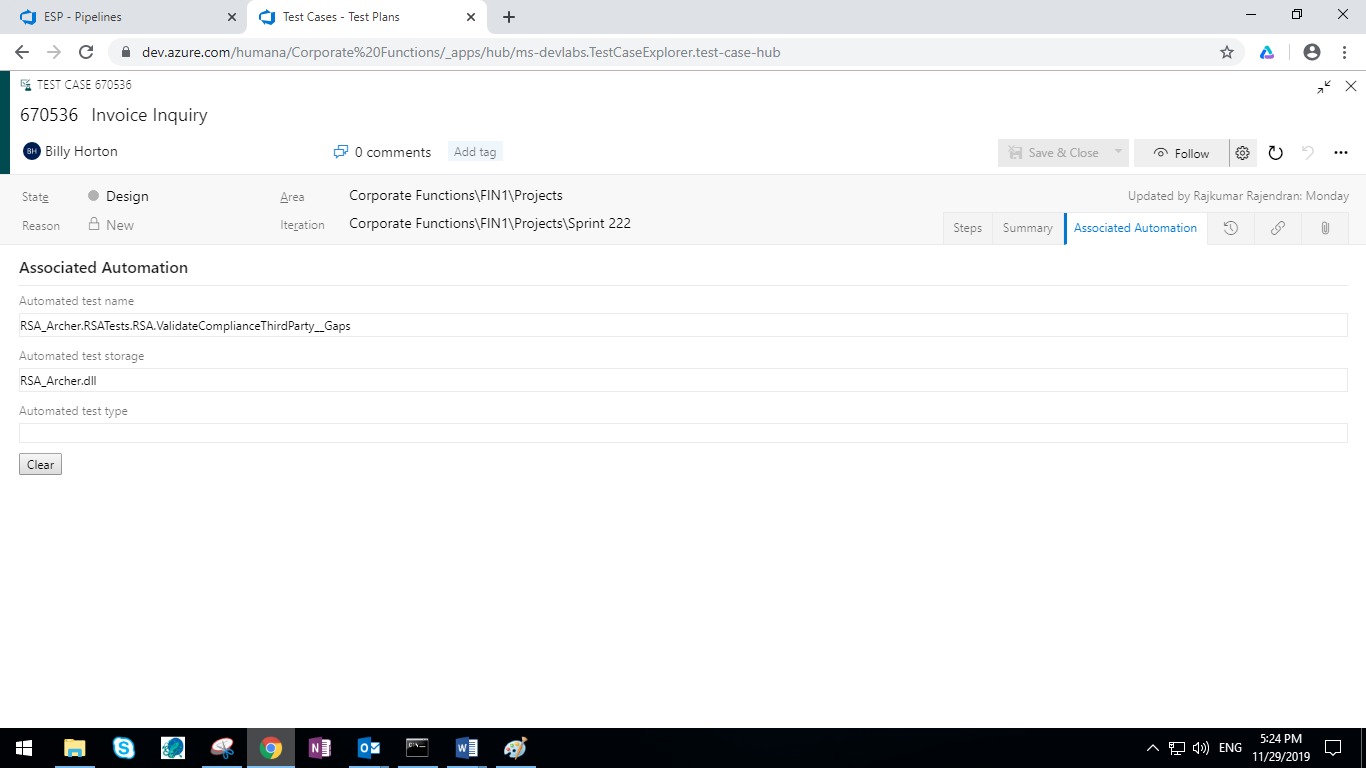 ESP - Pipelines
Test Cases - Test Plans
dev.azure.com/humana/Corporate%20Functions/_apps/hub/ms-devlabs.TestCaseExplorer.test-case-hub
TEST CASE 670536
670536 Invoice Inquiry
BH Billy Horton
0 comments
Add tag
Save & Close
Follow
State
Design
Area
Corporate Functions\FIN1\Projects
Updated by Rajkumar Rajendran: Monday
Reason
New
Iteration
Corporate Functions\FIN1\Projects\Sprint 222
Steps
Summary
Associated Automation
Associated Automation
Automated test name
RSA_Archer.RSATests.RSA.ValidateComplianceThirdParty__Gaps
Automated test storage
RSA_Archer.dll
Automated test type
Clear
ENG
5:24 PM
11/29/2019